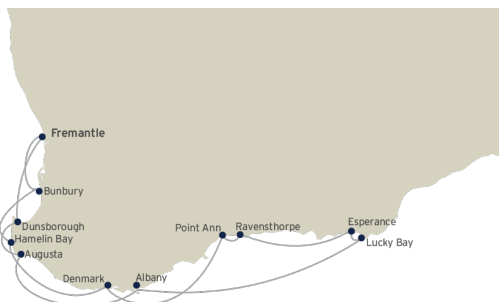 Fremantle
Bunbury
Dunsborough
Hamelin Bay
Augusta
Denmark
Albany
Point Ann
Ravensthorpe
Esperance
Lucky Bay